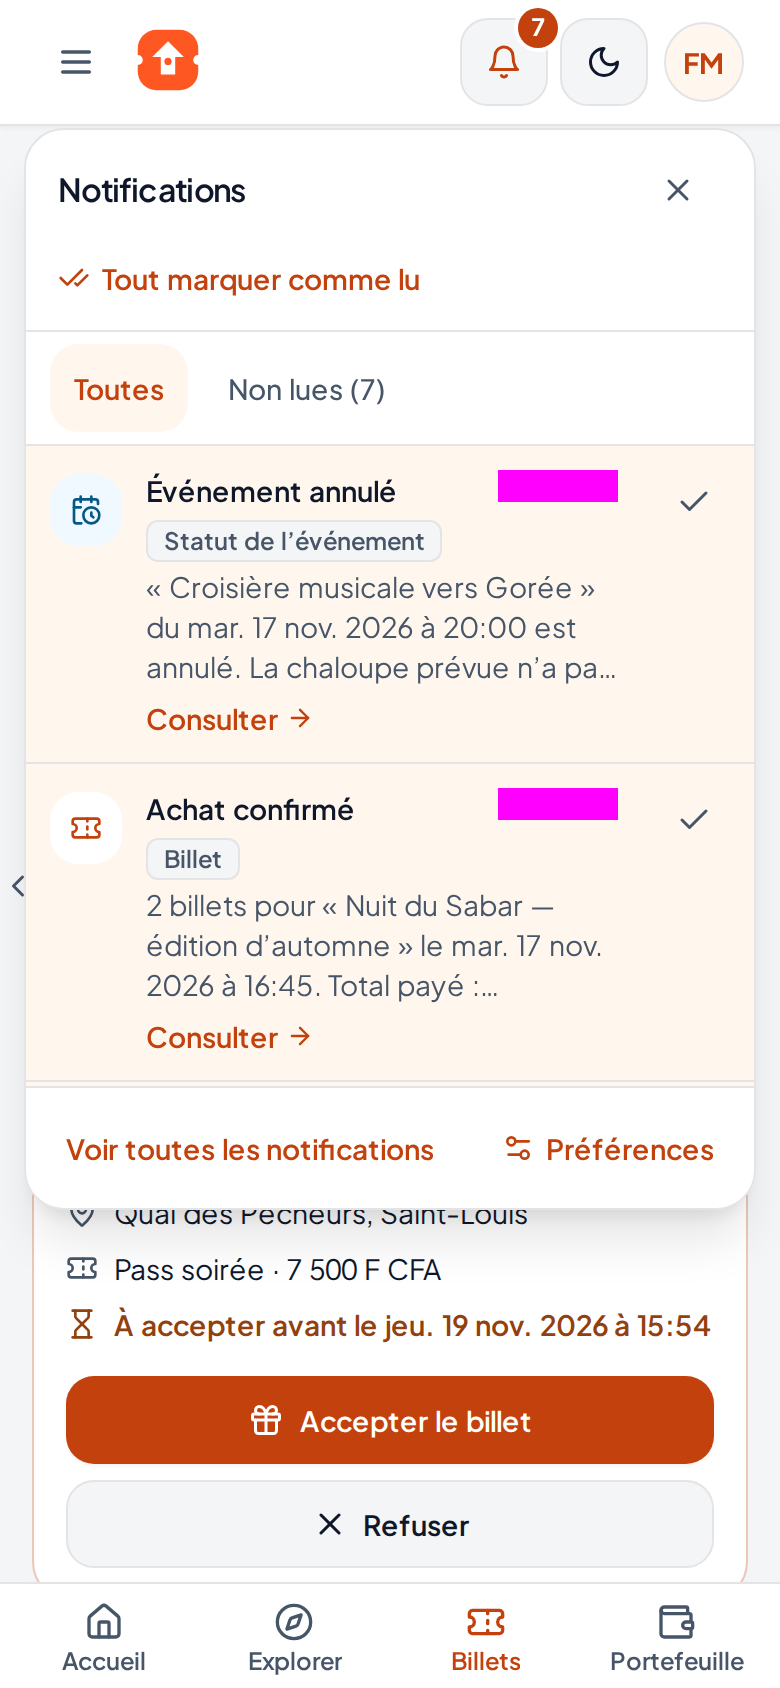 7
FM
Notifications
Tout marquer comme lu
Toutes
Non lues (7)
Événement annulé
Statut de l’événement
« Croisière musicale vers Gorée »
du mar. 17 nov. 2026 à 20:00 est
annulé. La chaloupe prévue n’a pa…
Consulter
Achat confirmé
Billet
2 billets pour « Nuit du Sabar —
édition d’automne » le mar. 17 nov.
2026 à 16:45. Total payé :…
Consulter
Voir toutes les notifications
Préférences
Quai des Pêcheurs, Saint-Louis
Pass soirée · 7 500 F CFA
À accepter avant le jeu. 19 nov. 2026 à 15:54
Accepter le billet
Refuser
Accueil
Explorer
Billets
Portefeuille